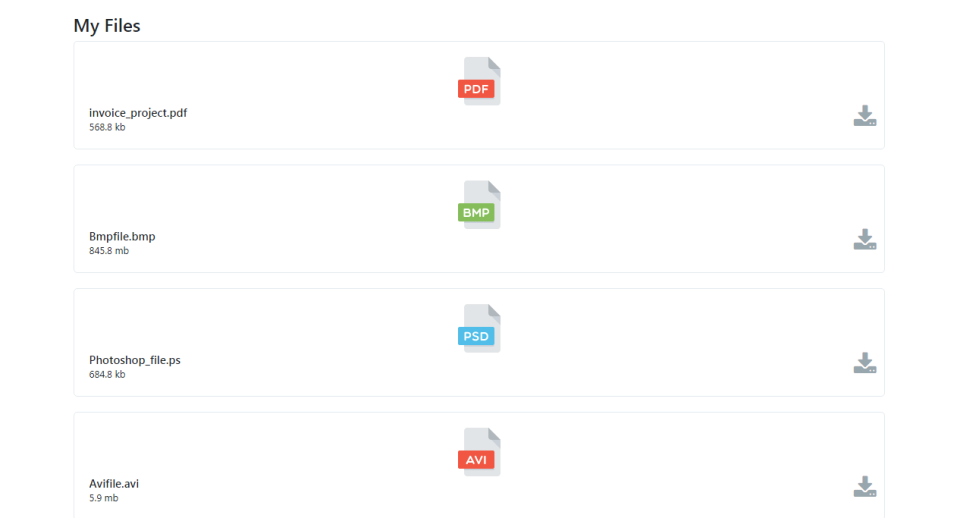 My Files
PDF
invoice_project.pdf
568.8 kb
BMP
Bmpfile.bmp
845.8 mb
PSD
Photoshop_file.ps
684.8 kb
AVI
Avifile.avi
5.9 mb